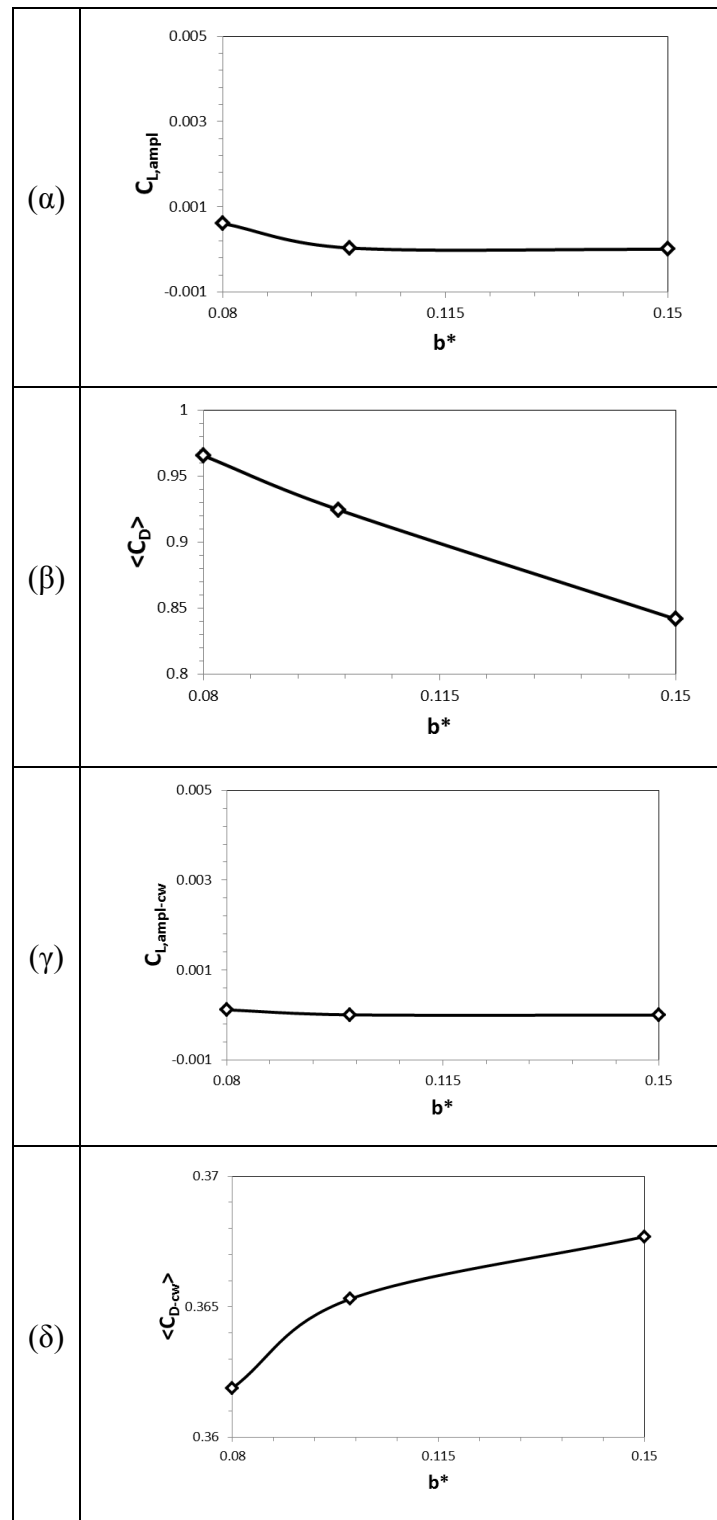 (α)
0.005
0.003
0.001
-0.001
C_L,ampl
0.08 0.115 0.15
b*
(β)
1
0.95
0.9
0.85
0.8
<C_D>
0.08 0.115 0.15
b*
(γ)
0.005
0.003
0.001
-0.001
C_L,ampl-cw
0.08 0.115 0.15
b*
(δ)
0.37
0.365
0.36
<C_D-cw>
0.08 0.115 0.15
b*